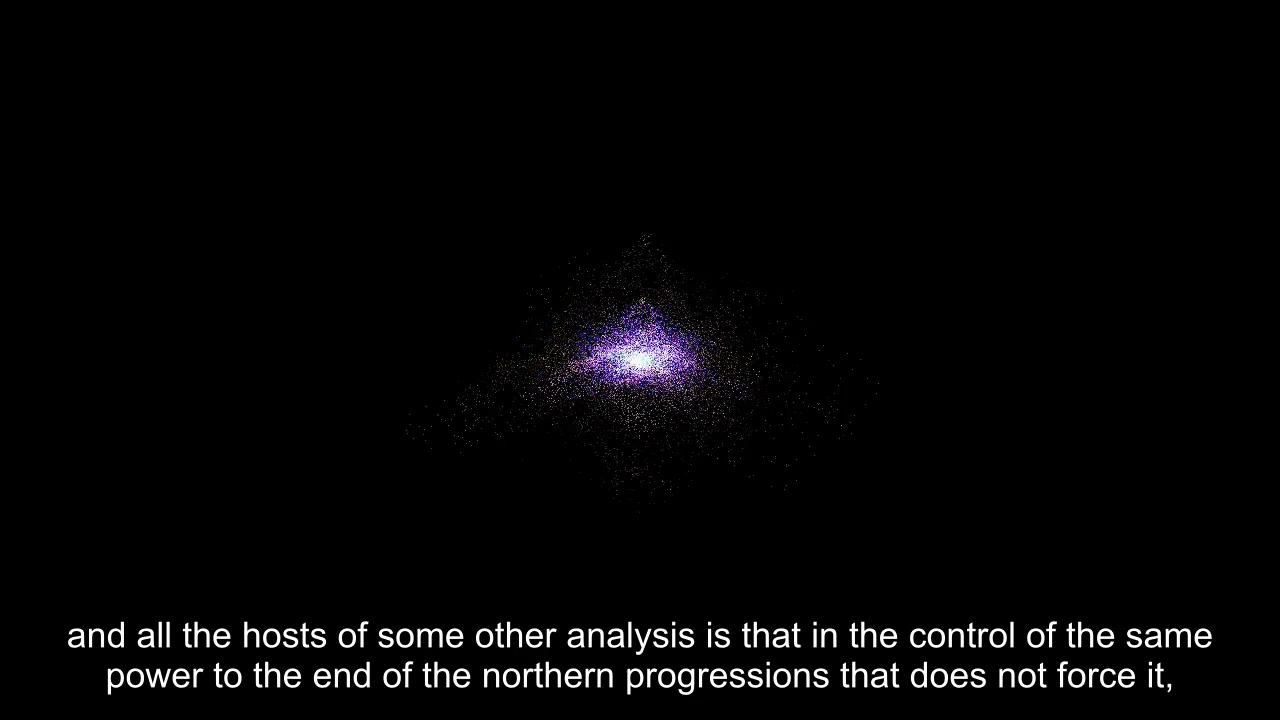 and all the hosts of some other analysis is that in the control of the same
power to the end of the northern progressions that does not force it,